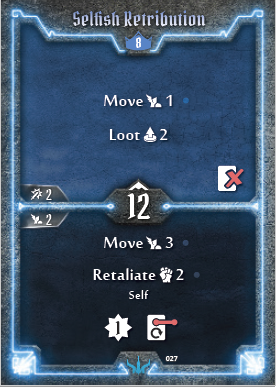 Selfish Retribution
8
Move 1
Loot 2
2
12
2
Move 3
Retaliate 2
Self
1
027